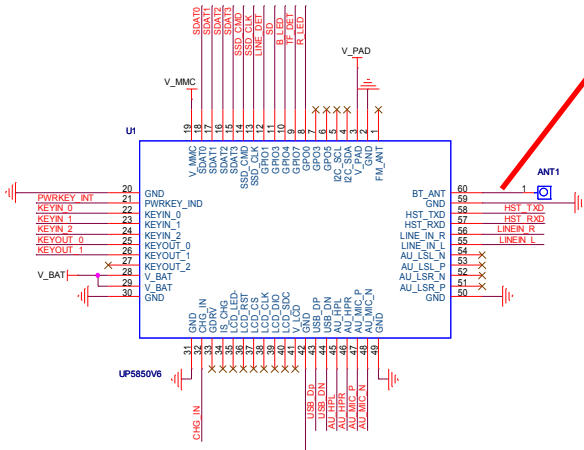 SDAT0
SDAT1
SDAT2
SDAT3
SSD_CMD
SSD_CLK
LINE_DET
SD
B_LED
TF_DET
R_LED
V_PAD
V_MMC
19 18 17 16 15 14 13 12 11 10 9 8 7 6 5 4 3 2 1
U1
V_MMC
SDAT0
SDAT1
SDAT2
SDAT3
SSD_CMD
SSD_CLK
GPIO1
GPIO3
GPIO4
GPIO7
GPO0
GPO3
GPO5
I2C_SCL
I2C_SDA
V_PAD
GND
FM_ANT
20 GND
PWRKEY_INT 21 PWRKEY_IND
KEYIN_0 22 KEYIN_0
KEYIN_1 23 KEYIN_1
KEYIN_2 24 KEYIN_2
KEYOUT_0 25 KEYOUT_0
KEYOUT_1 26 KEYOUT_1
27 KEYOUT_2
V_BAT 28 V_BAT
29 V_BAT
30 GND
ANT1
BT_ANT 60 1
GND 59
HST_TXD 58 HST_TXD
HST_RXD 57 HST_RXD
LINE_IN_R 56 LINEIN_R
LINE_IN_L 55 LINEIN_L
AU_LSL_N 54
AU_LSL_P 53
AU_LSR_N 52
AU_LSR_P 51
GND 50
GND
CHG_IN
GDRV
IS_CHG
LCD_LED-
LCD_RST
LCD_CS
LCD_CLK
LCD_DIO
LCD_SDC
V_LCD
GND
USB_DP
USB_DN
AU_HPL
AU_HPR
AU_MIC_P
AU_MIC_N
GND
31 32 33 34 35 36 37 38 39 40 41 42 43 44 45 46 47 48 49
UP5850V6
CHG_IN
USB_Dp
USB_DN
AU_HPL
AU_HPR
AU_MIC_P
AU_MIC_N